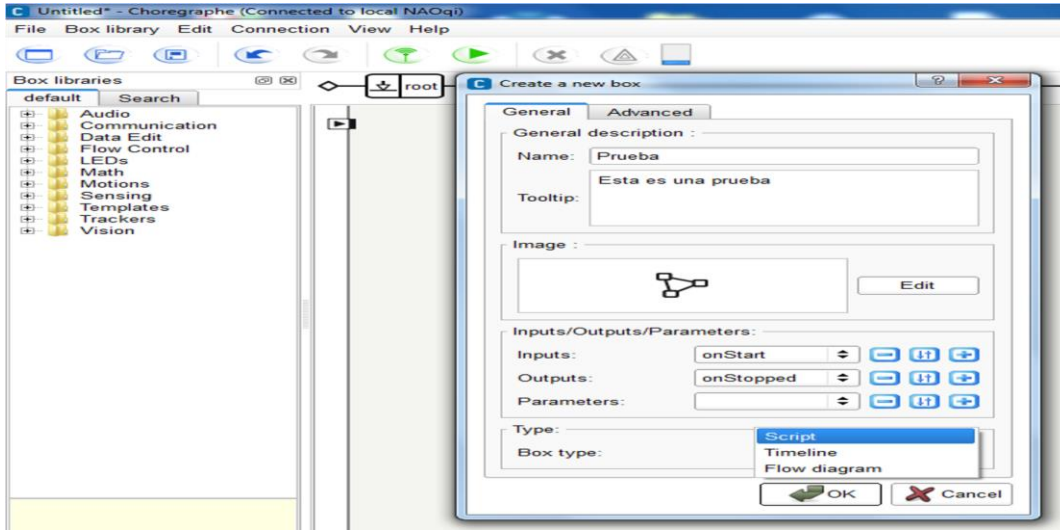 Untitled* - Choregraphe (Connected to local NAOqi)
File Box library Edit Connection View Help
Box libraries
default Search
Audio
Communication
Data Edit
Flow Control
LEDs
Math
Motions
Sensing
Templates
Trackers
Vision
root
Create a new box
General Advanced
General description :
Name: Prueba
Tooltip: Esta es una prueba
Image :
Edit
Inputs/Outputs/Parameters:
Inputs: onStart
Outputs: onStopped
Parameters:
Type:
Box type:
Script
Timeline
Flow diagram
OK Cancel